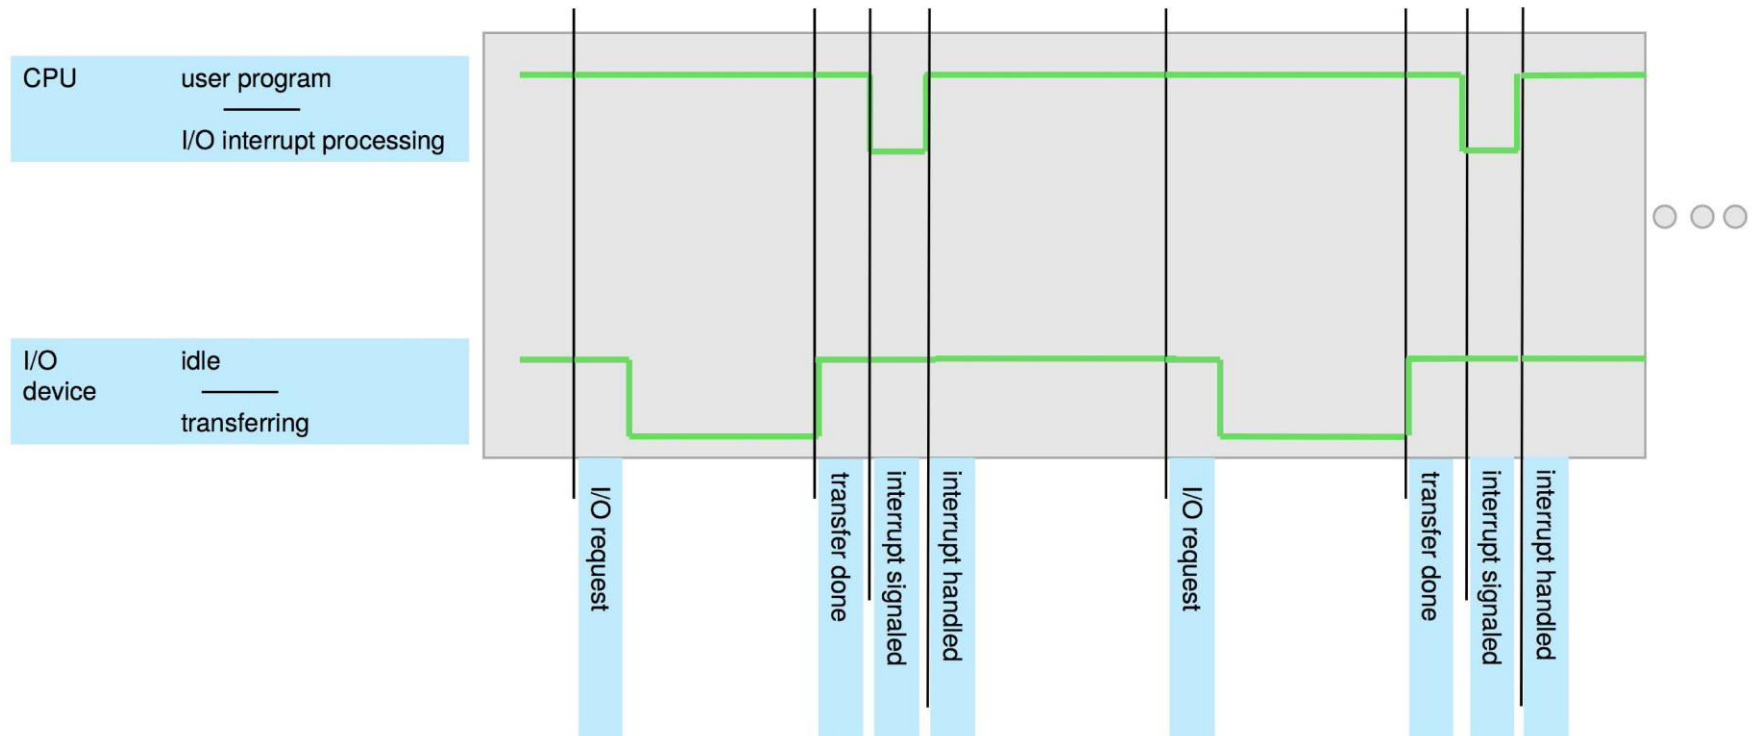 CPU
user program
I/O interrupt processing
I/O
device
idle
transferring
I/O request
transfer done
interrupt signaled
interrupt handled
I/O request
transfer done
interrupt signaled
interrupt handled